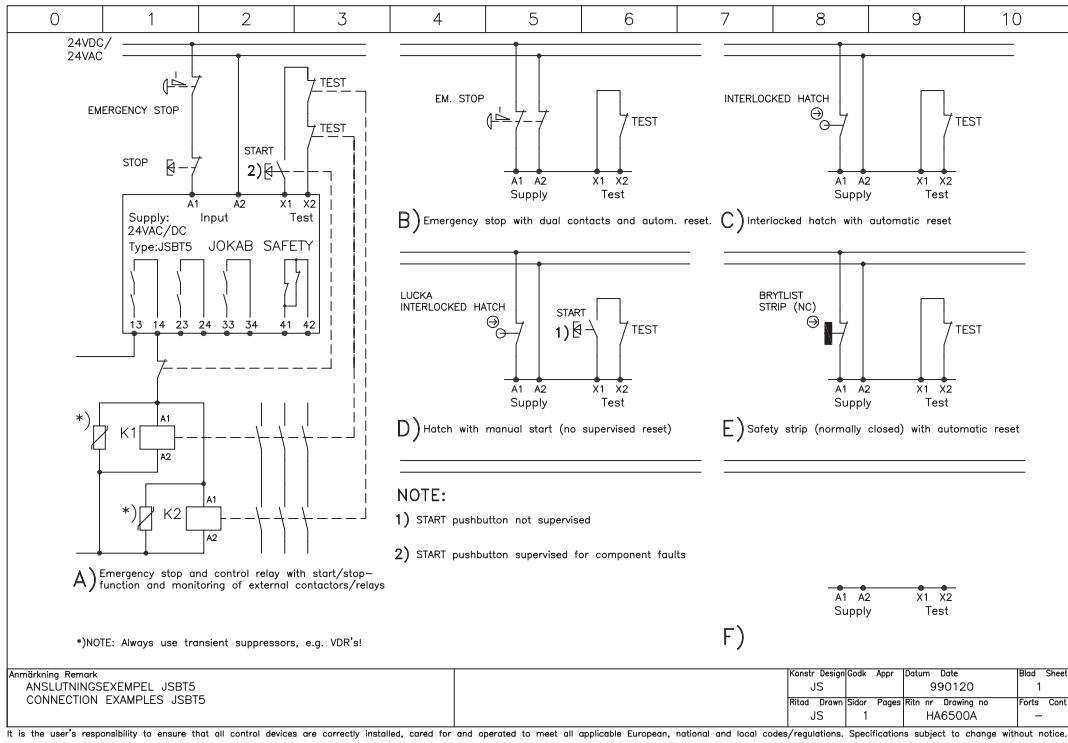 0 1 2 3 4 5 6 7 8 9 10
24VDC/
24VAC
EMERGENCY STOP
STOP
START
2)
TEST
TEST
A1 A2 X1 X2
Supply: Input Test
24VAC/DC
Type:JSBT5 JOKAB SAFETY
13 14 23 24 33 34 41 42
*)
K1
A1
A2
*)
K2
A1
A2
A) Emergency stop and control relay with start/stop-
function and monitoring of external contactors/relays
*)NOTE: Always use transient suppressors, e.g. VDR's!
EM. STOP
TEST
A1 A2 X1 X2
Supply Test
B) Emergency stop with dual contacts and autom. reset.
INTERLOCKED HATCH
TEST
A1 A2 X1 X2
Supply Test
C) Interlocked hatch with automatic reset
LUCKA
INTERLOCKED HATCH
START
1)
TEST
A1 A2 X1 X2
Supply Test
D) Hatch with manual start (no supervised reset)
BRYTLIST
STRIP (NC)
TEST
A1 A2 X1 X2
Supply Test
E) Safety strip (normally closed) with automatic reset
NOTE:
1) START pushbutton not supervised
2) START pushbutton supervised for component faults
A1 A2 X1 X2
Supply Test
F)
Anmärkning Remark
ANSLUTNINGSEXEMPEL JSBT5
CONNECTION EXAMPLES JSBT5
Konstr Design Godk Appr Datum Date Blad Sheet
JS 990120 1
Ritad Drawn Sidor Pages Ritn nr Drawing no Forts Cont
JS 1 HA6500A -
It is the user's responsibility to ensure that all control devices are correctly installed, cared for and operated to meet all applicable European, national and local codes/regulations. Specifications subject to change without notice.